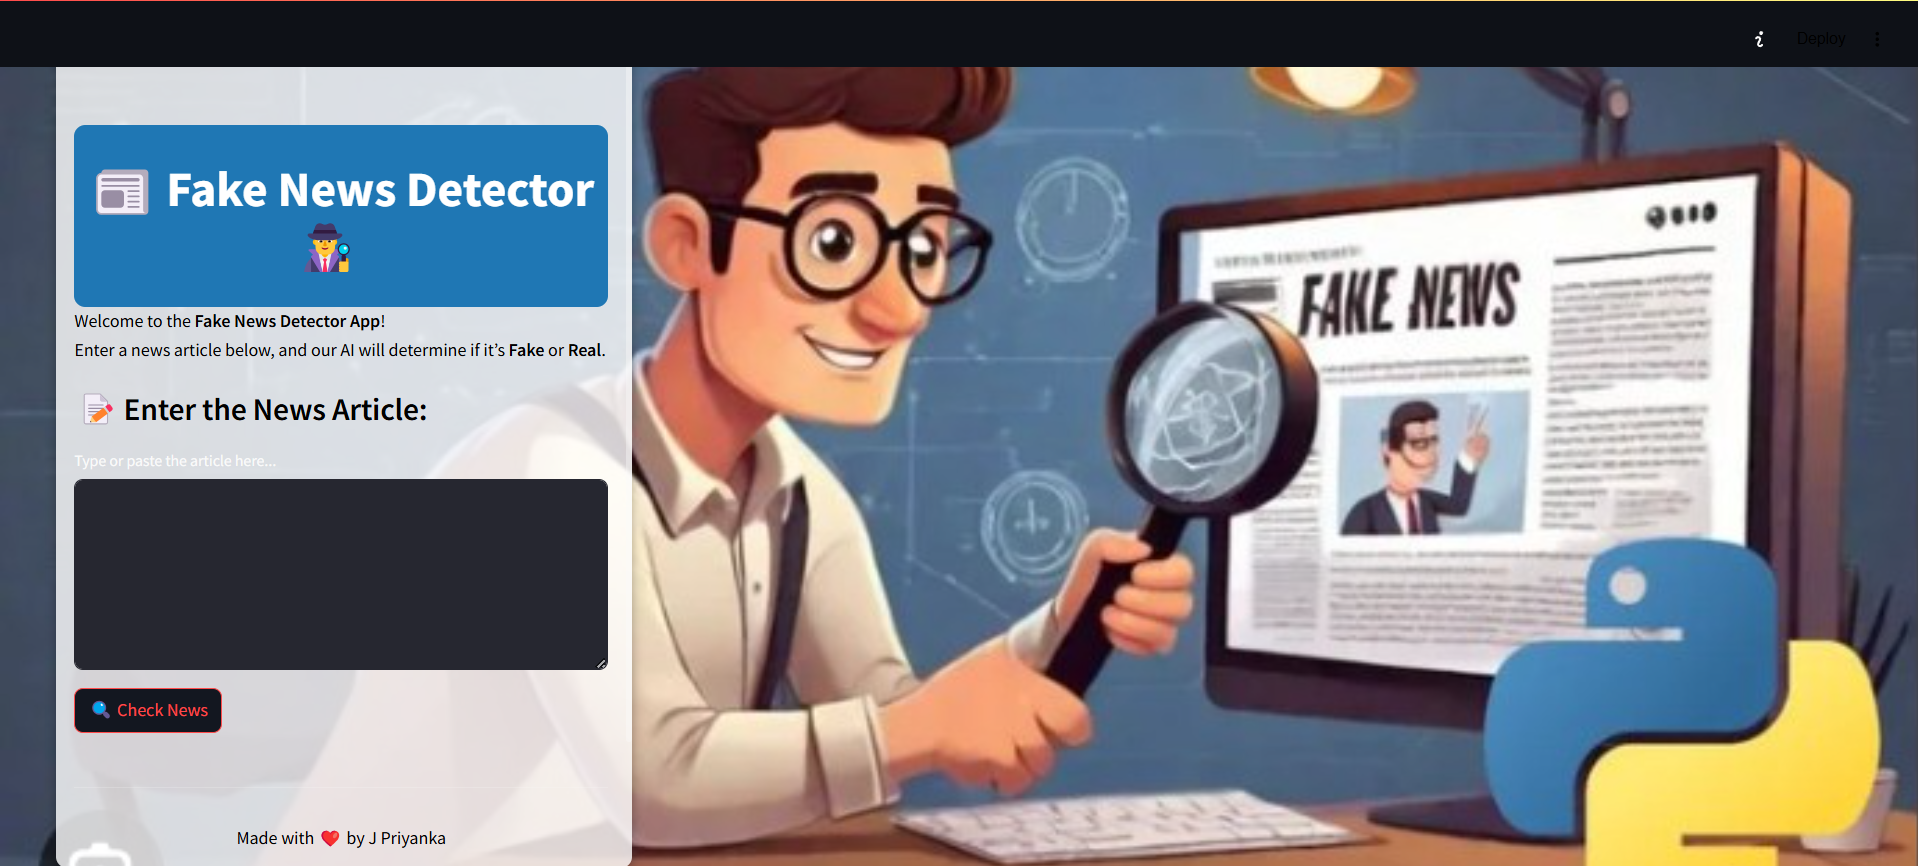 Deploy
Fake News Detector
Welcome to the Fake News Detector App!
Enter a news article below, and our AI will determine if it’s Fake or Real.
Enter the News Article:
Type or paste the article here...
Check News
Made with ❤️ by J Priyanka
FAKE NEWS